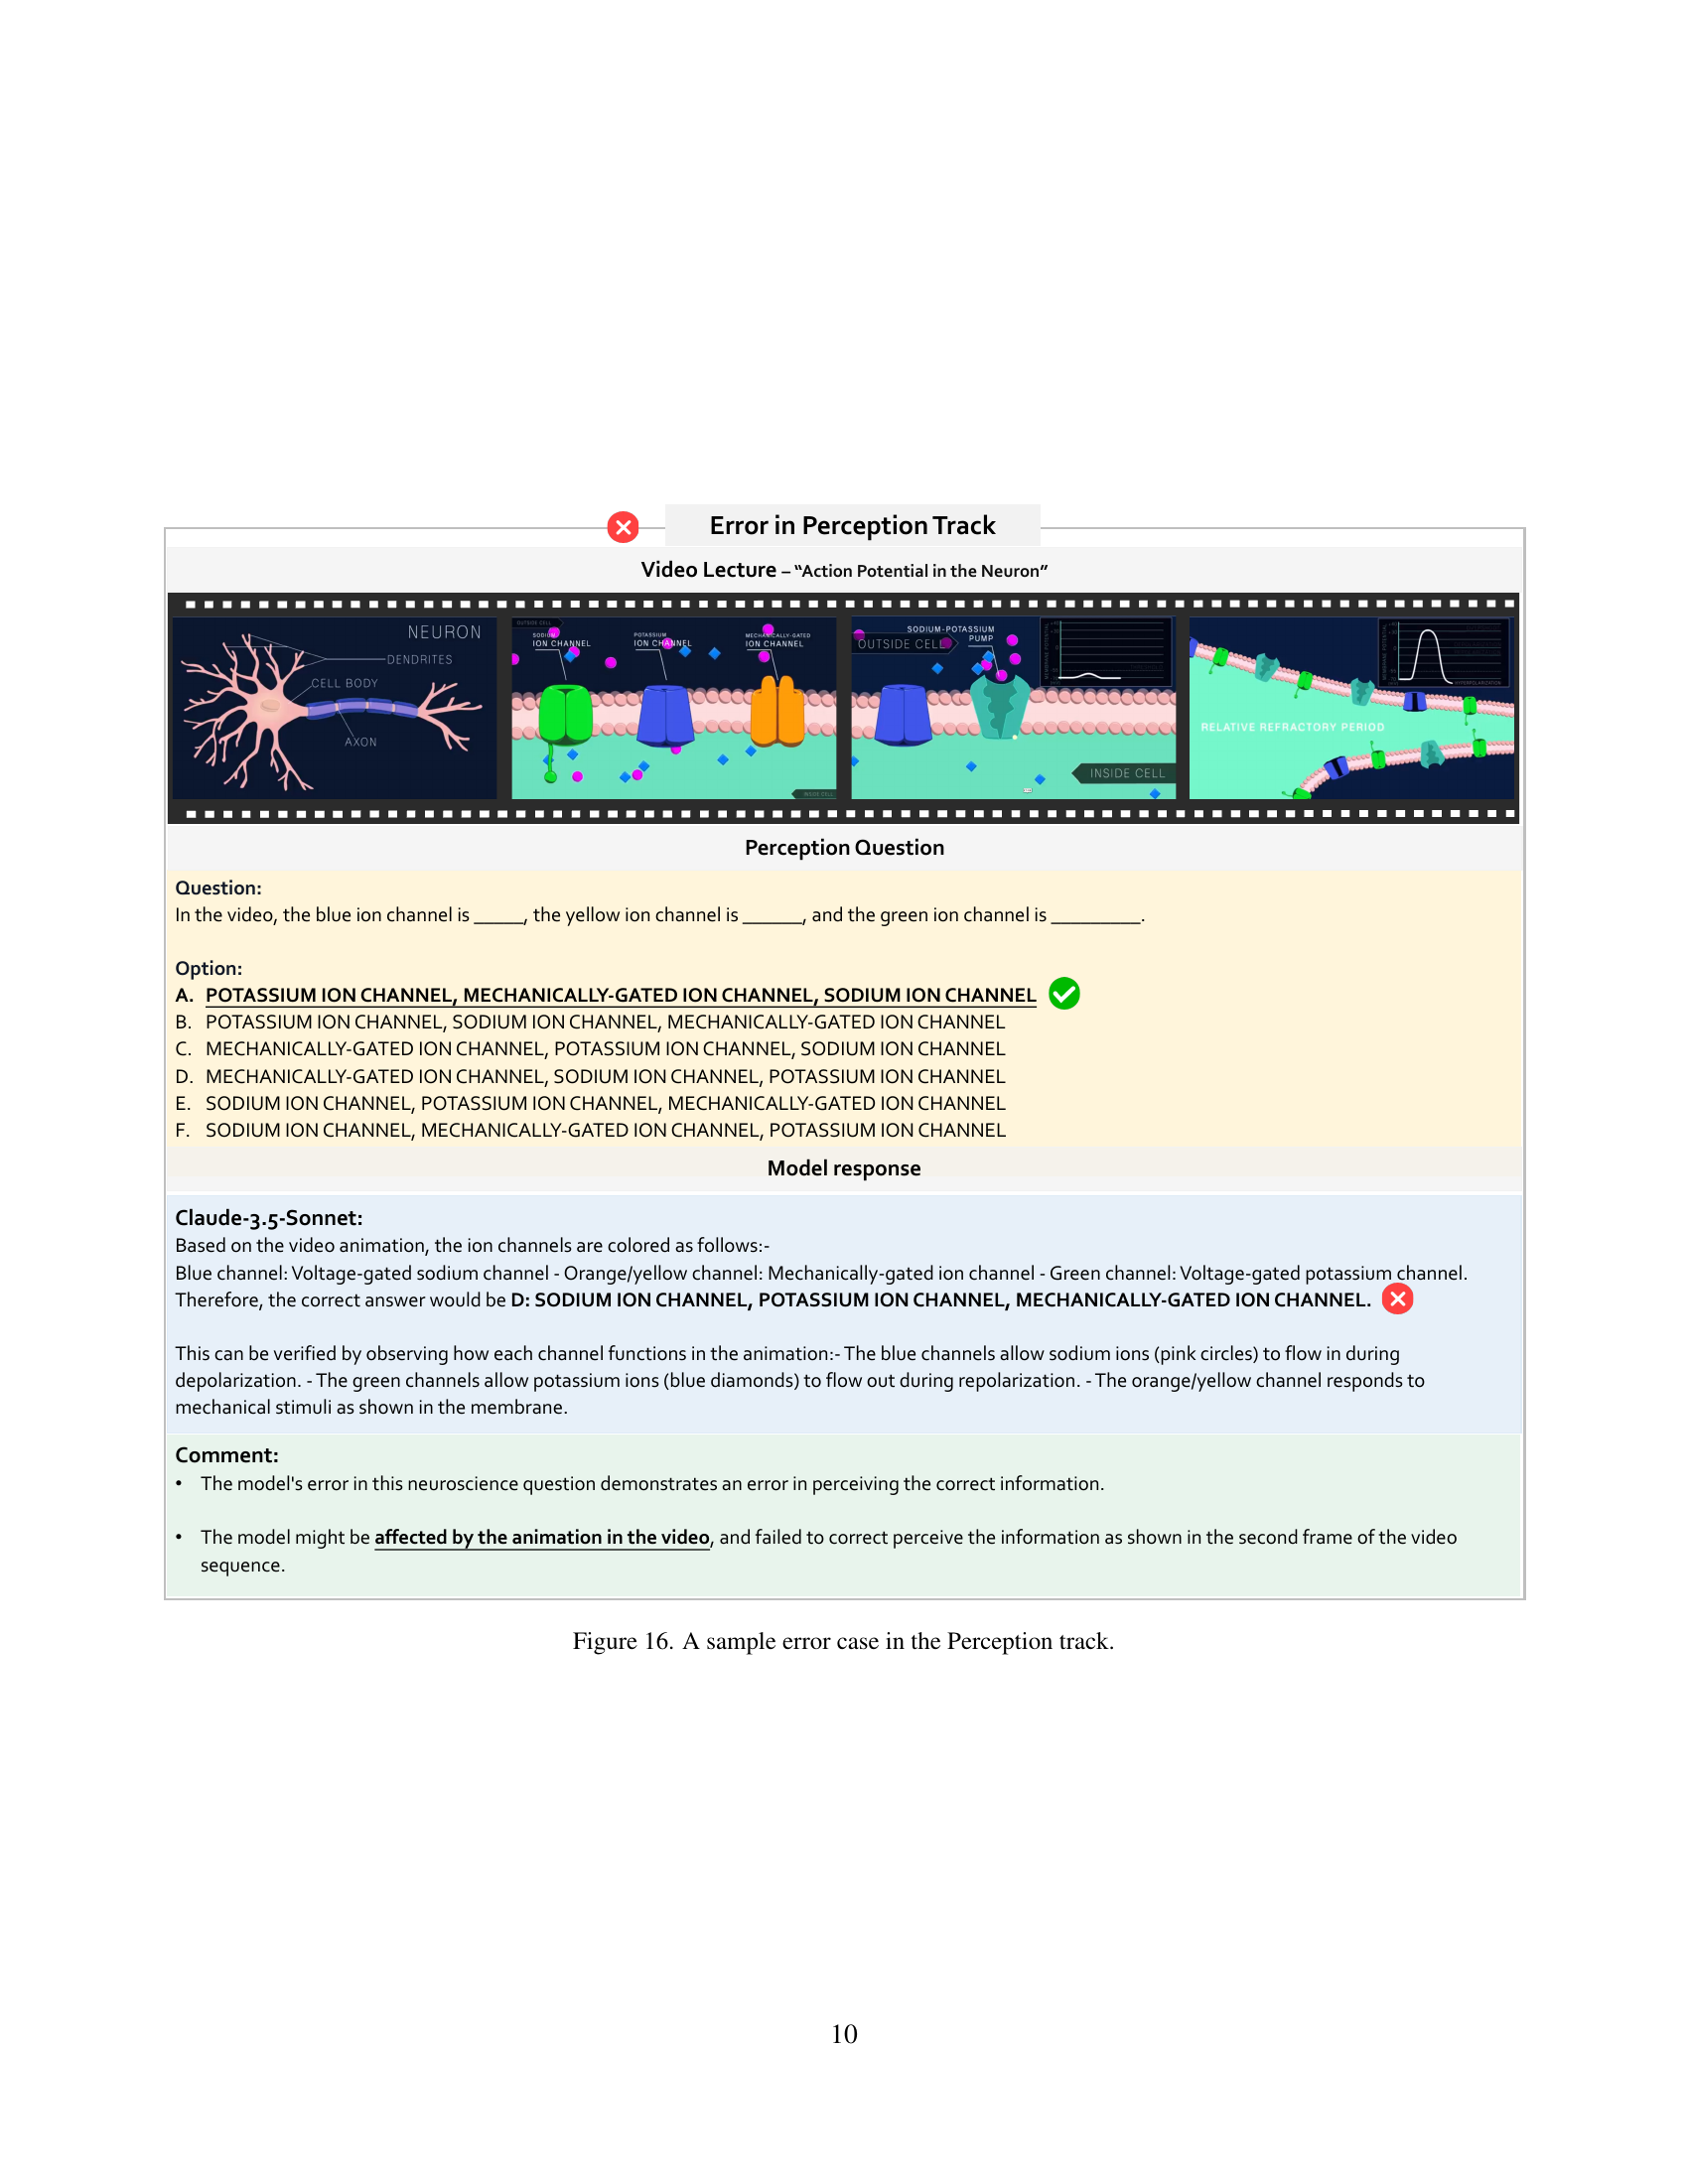 Error in Perception Track
Video Lecture – “Action Potential in the Neuron”
NEURON
DENDRITES
CELL BODY
AXON
OUTSIDE CELL
SODIUM
ION CHANNEL
POTASSIUM
ION CHANNEL
MECHANICALLY-GATED
ION CHANNEL
INSIDE CELL
SODIUM-POTASSIUM
PUMP
OUTSIDE CELL
MEMBRANE POTENTIAL
INSIDE CELL
MEMBRANE POTENTIAL
HYPERPOLARIZATION
RELATIVE REFRACTORY PERIOD
Perception Question
Question:
In the video, the blue ion channel is _____, the yellow ion channel is ______, and the green ion channel is _________.
Option:
A. POTASSIUM ION CHANNEL, MECHANICALLY-GATED ION CHANNEL, SODIUM ION CHANNEL
B. POTASSIUM ION CHANNEL, SODIUM ION CHANNEL, MECHANICALLY-GATED ION CHANNEL
C. MECHANICALLY-GATED ION CHANNEL, POTASSIUM ION CHANNEL, SODIUM ION CHANNEL
D. MECHANICALLY-GATED ION CHANNEL, SODIUM ION CHANNEL, POTASSIUM ION CHANNEL
E. SODIUM ION CHANNEL, POTASSIUM ION CHANNEL, MECHANICALLY-GATED ION CHANNEL
F. SODIUM ION CHANNEL, MECHANICALLY-GATED ION CHANNEL, POTASSIUM ION CHANNEL
Model response
Claude-3.5-Sonnet:
Based on the video animation, the ion channels are colored as follows:-
Blue channel: Voltage-gated sodium channel - Orange/yellow channel: Mechanically-gated ion channel - Green channel: Voltage-gated potassium channel.
Therefore, the correct answer would be D: SODIUM ION CHANNEL, POTASSIUM ION CHANNEL, MECHANICALLY-GATED ION CHANNEL.
This can be verified by observing how each channel functions in the animation:- The blue channels allow sodium ions (pink circles) to flow in during
depolarization. - The green channels allow potassium ions (blue diamonds) to flow out during repolarization. - The orange/yellow channel responds to
mechanical stimuli as shown in the membrane.
Comment:
• The model's error in this neuroscience question demonstrates an error in perceiving the correct information.
• The model might be affected by the animation in the video, and failed to correct perceive the information as shown in the second frame of the video
sequence.
Figure 16. A sample error case in the Perception track.
10